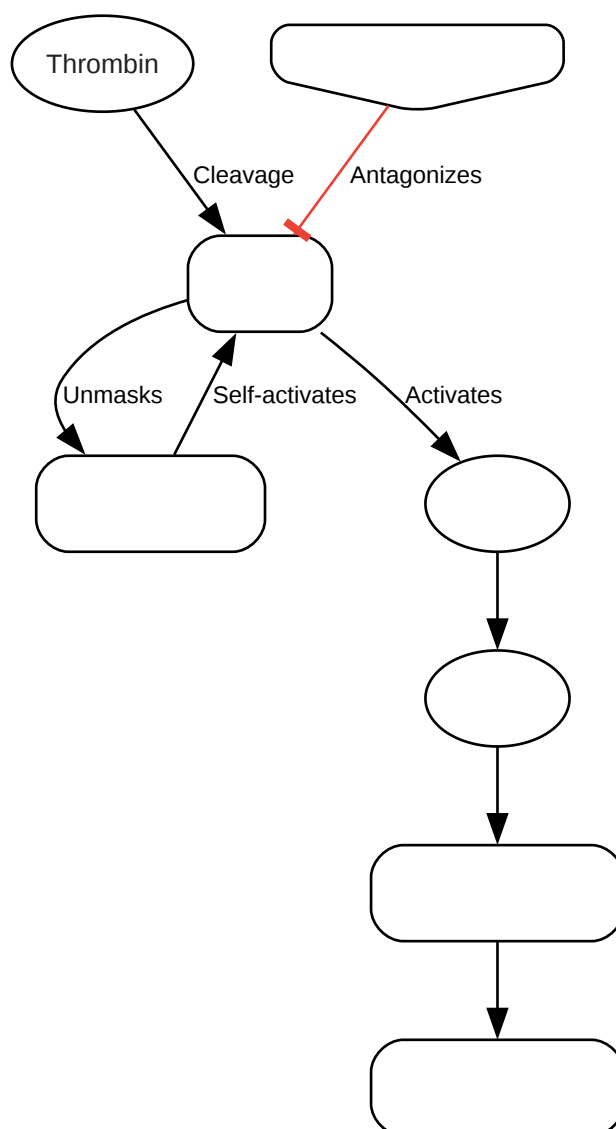 Thrombin
Cleavage
Antagonizes
Unmasks
Self-activates
Activates